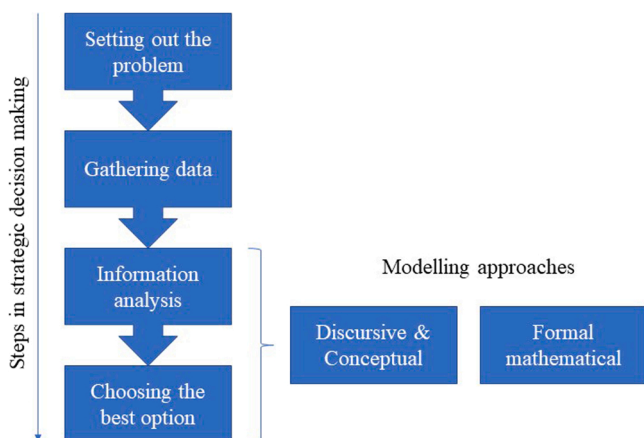 Steps in strategic decision making
Setting out the
problem
Gathering data
Information
analysis
Choosing the
best option
Modelling approaches
Discursive &
Conceptual
Formal
mathematical